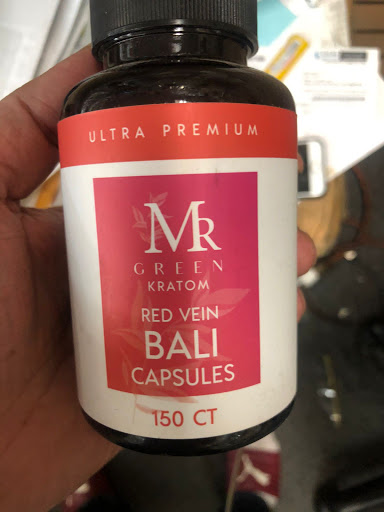 ULTRA PREMIUM
MR
GREEN
KRATOM
RED VEIN
BALI
CAPSULES
150 CT